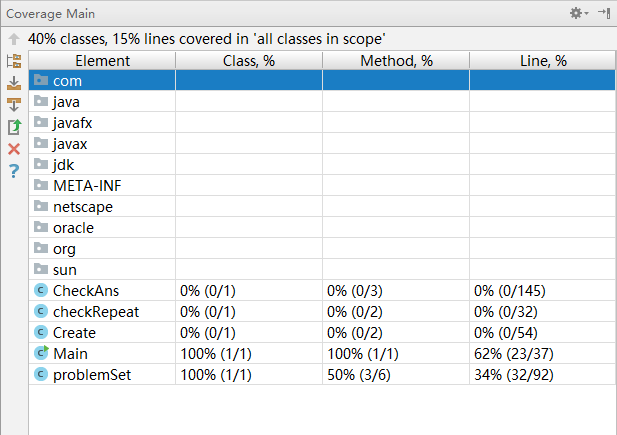 Coverage Main
40% classes, 15% lines covered in 'all classes in scope'
Element Class, % Method, % Line, %
com
java
javafx
javax
jdk
META-INF
netscape
oracle
org
sun
CheckAns 0% (0/1) 0% (0/3) 0% (0/145)
checkRepeat 0% (0/1) 0% (0/2) 0% (0/32)
Create 0% (0/1) 0% (0/2) 0% (0/54)
Main 100% (1/1) 100% (1/1) 62% (23/37)
problemSet 100% (1/1) 50% (3/6) 34% (32/92)